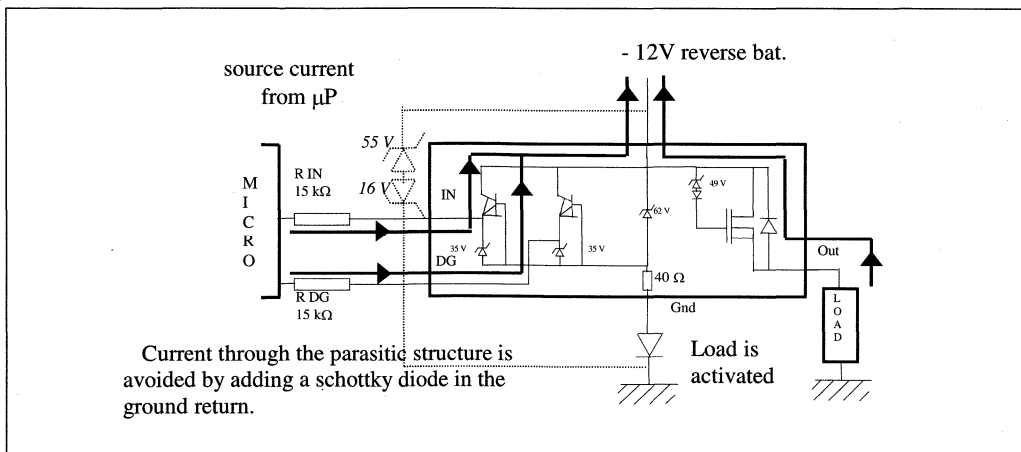 - 12V reverse bat.
source current
from µP
55 V
16 V
MICRO
R IN
15 kΩ
IN
49 V
62 V
35 V
35 V
DG
Out
40 Ω
R DG
15 kΩ
Gnd
LOAD
Load is
activated
Current through the parasitic structure is
avoided by adding a schottky diode in the
ground return.